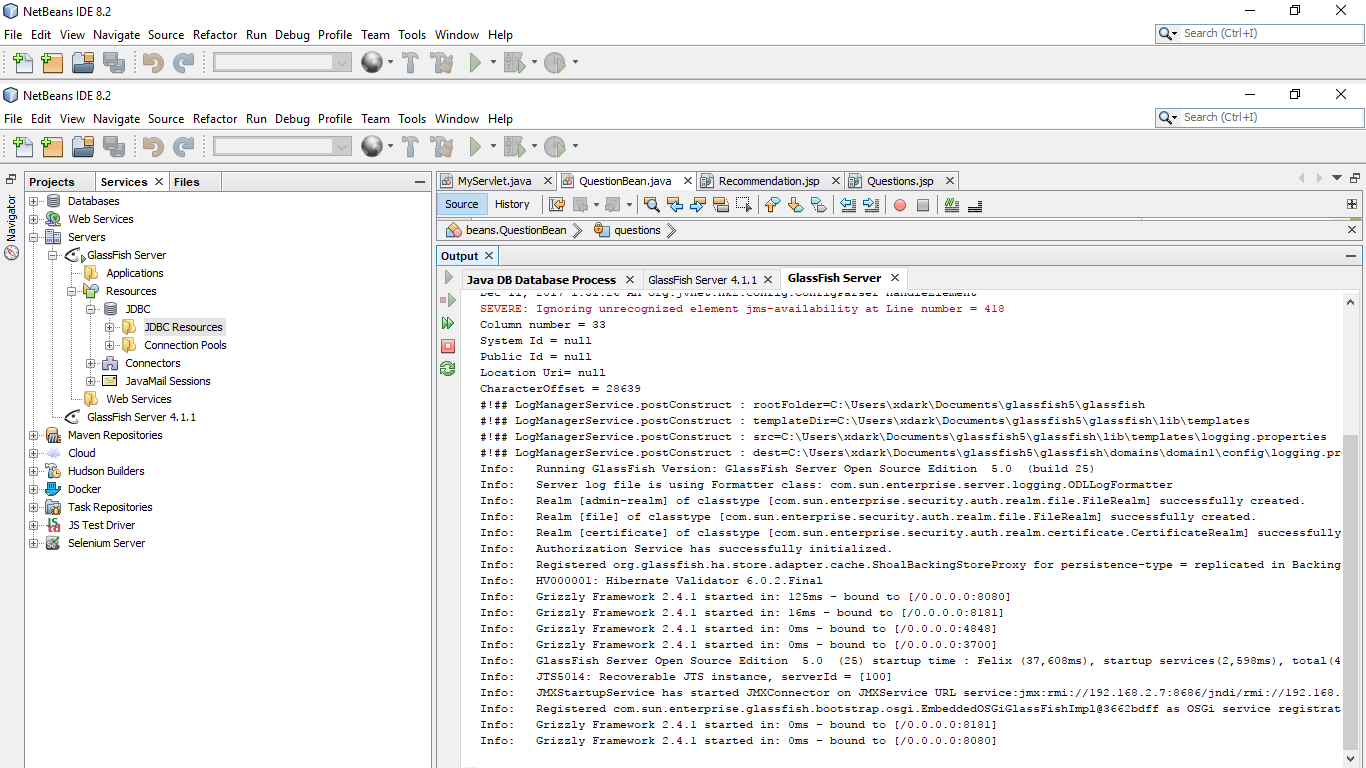 NetBeans IDE 8.2
File Edit View Navigate Source Refactor Run Debug Profile Team Tools Window Help
Search (Ctrl+I)
NetBeans IDE 8.2
File Edit View Navigate Source Refactor Run Debug Profile Team Tools Window Help
Search (Ctrl+I)
Navigator
Projects Services Files
Databases
Web Services
Servers
GlassFish Server
Applications
Resources
JDBC
JDBC Resources
Connection Pools
Connectors
JavaMail Sessions
Web Services
GlassFish Server 4.1.1
Maven Repositories
Cloud
Hudson Builders
Docker
Task Repositories
JS Test Driver
Selenium Server
MyServlet.java QuestionBean.java Recommendation.jsp Questions.jsp
Source History
beans.QuestionBean questions
Output
Java DB Database Process GlassFish Server 4.1.1 GlassFish Server
SEVERE: Ignoring unrecognized element jms-availability at Line number = 418
Column number = 33
System Id = null
Public Id = null
Location Uri= null
CharacterOffset = 28639
#!## LogManagerService.postConstruct : rootFolder=C:\Users\xdark\Documents\glassfish5\glassfish
#!## LogManagerService.postConstruct : templateDir=C:\Users\xdark\Documents\glassfish5\glassfish\lib\templates
#!## LogManagerService.postConstruct : src=C:\Users\xdark\Documents\glassfish5\glassfish\lib\templates\logging.properties
#!## LogManagerService.postConstruct : dest=C:\Users\xdark\Documents\glassfish5\glassfish\domains\domain1\config\logging.pr
Info: Running GlassFish Version: GlassFish Server Open Source Edition 5.0 (build 25)
Info: Server log file is using Formatter class: com.sun.enterprise.server.logging.ODLLogFormatter
Info: Realm [admin-realm] of classtype [com.sun.enterprise.security.auth.realm.file.FileRealm] successfully created.
Info: Realm [file] of classtype [com.sun.enterprise.security.auth.realm.file.FileRealm] successfully created.
Info: Realm [certificate] of classtype [com.sun.enterprise.security.auth.realm.certificate.CertificateRealm] successfully
Info: Authorization Service has successfully initialized.
Info: Registered org.glassfish.ha.store.adapter.cache.ShoalBackingStoreProxy for persistence-type = replicated in Backing
Info: HV000001: Hibernate Validator 6.0.2.Final
Info: Grizzly Framework 2.4.1 started in: 125ms - bound to [/0.0.0.0:8080]
Info: Grizzly Framework 2.4.1 started in: 16ms - bound to [/0.0.0.0:8181]
Info: Grizzly Framework 2.4.1 started in: 0ms - bound to [/0.0.0.0:4848]
Info: Grizzly Framework 2.4.1 started in: 0ms - bound to [/0.0.0.0:3700]
Info: GlassFish Server Open Source Edition 5.0 (25) startup time : Felix (37,608ms), startup services(2,598ms), total(4
Info: JTS5014: Recoverable JTS instance, serverId = [100]
Info: JMXStartupService has started JMXConnector on JMXService URL service:jmx:rmi://192.168.2.7:8686/jndi/rmi://192.168.
Info: Registered com.sun.enterprise.glassfish.bootstrap.osgi.EmbeddedOSGiGlassFishImpl@3662bdff as OSGi service registrat
Info: Grizzly Framework 2.4.1 started in: 0ms - bound to [/0.0.0.0:8181]
Info: Grizzly Framework 2.4.1 started in: 0ms - bound to [/0.0.0.0:8080]